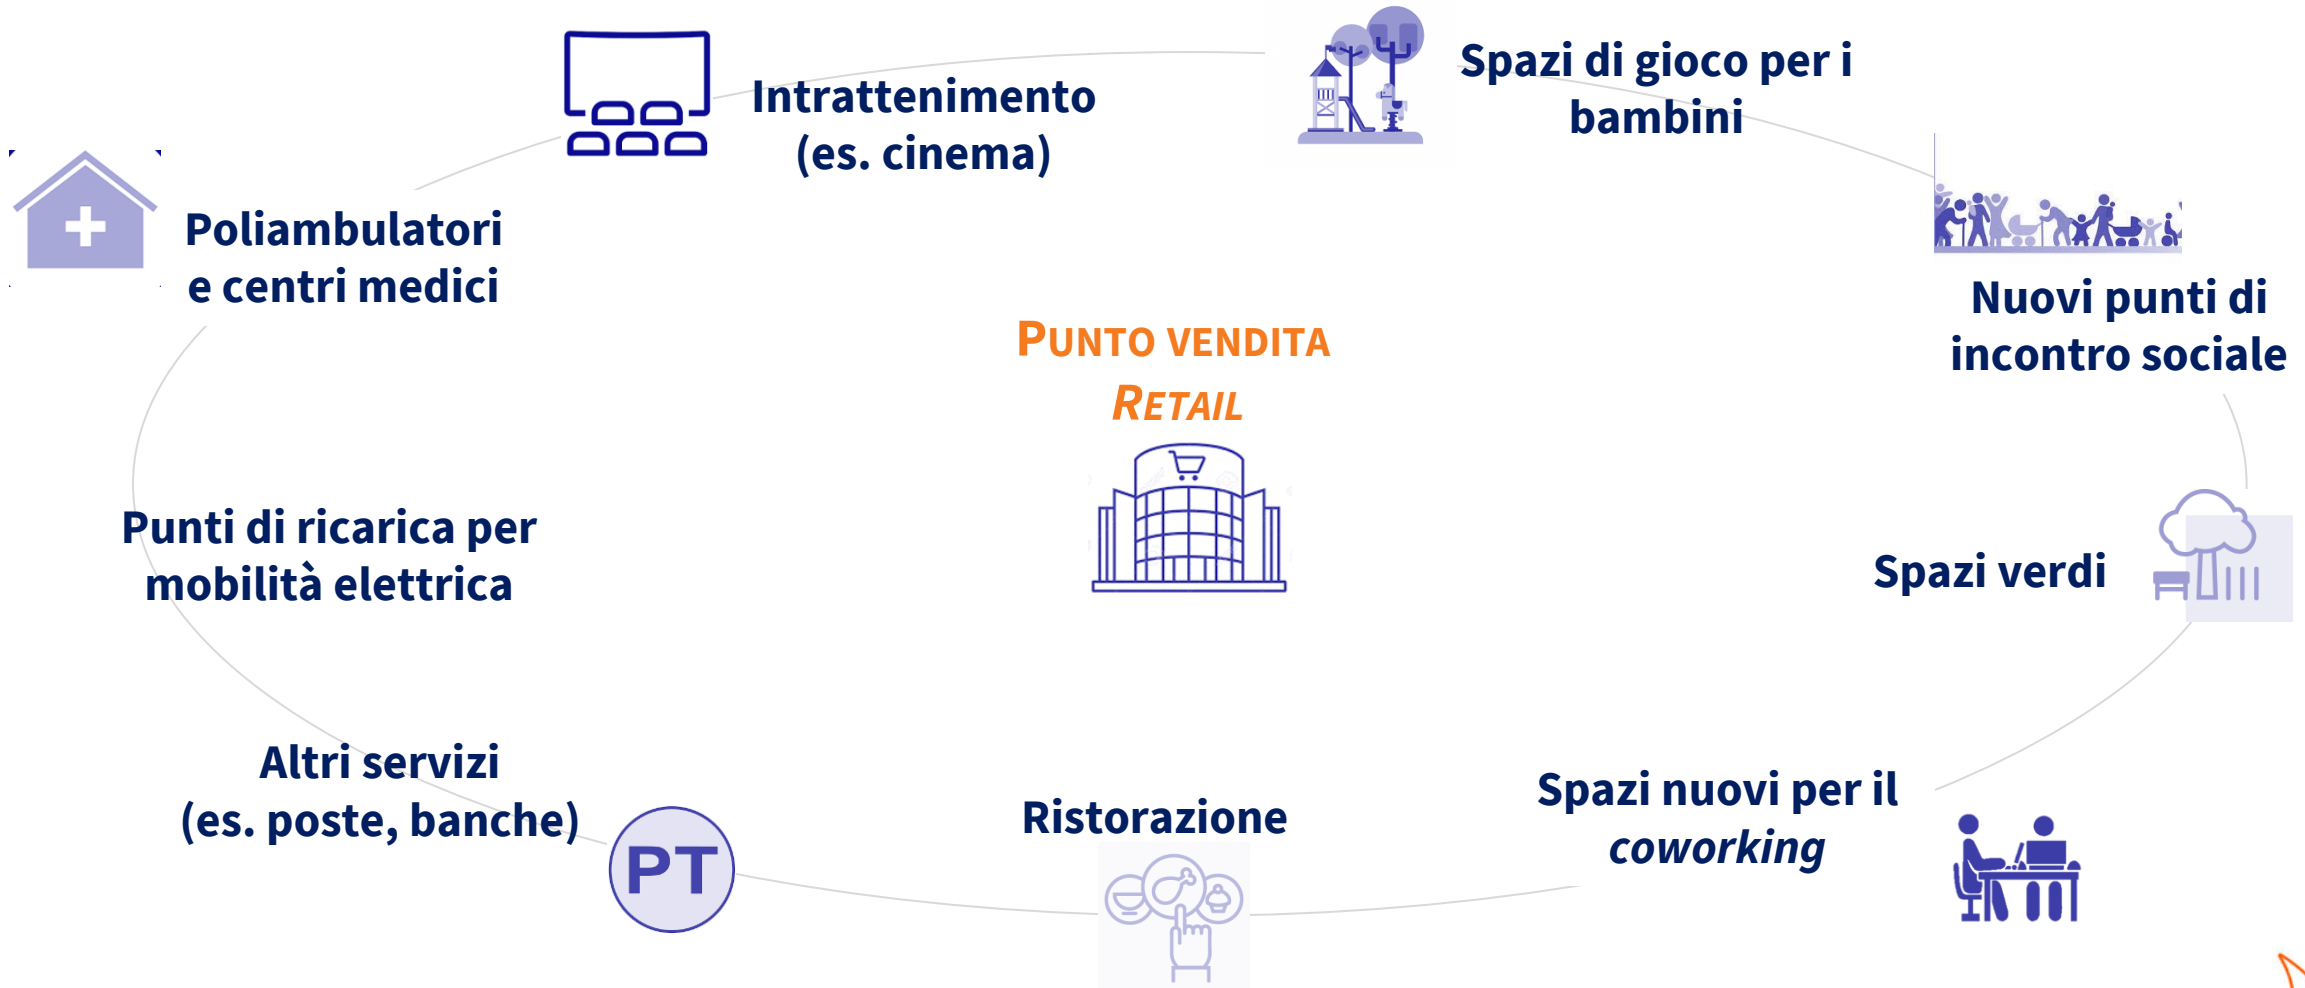 Intrattenimento
(es. cinema)
Spazi di gioco per i
bambini
Poliambulatori
e centri medici
Nuovi punti di
incontro sociale
PUNTO VENDITA
RETAIL
Punti di ricarica per
mobilità elettrica
Spazi verdi
Altri servizi
(es. poste, banche)
PT
Ristorazione
Spazi nuovi per il
coworking